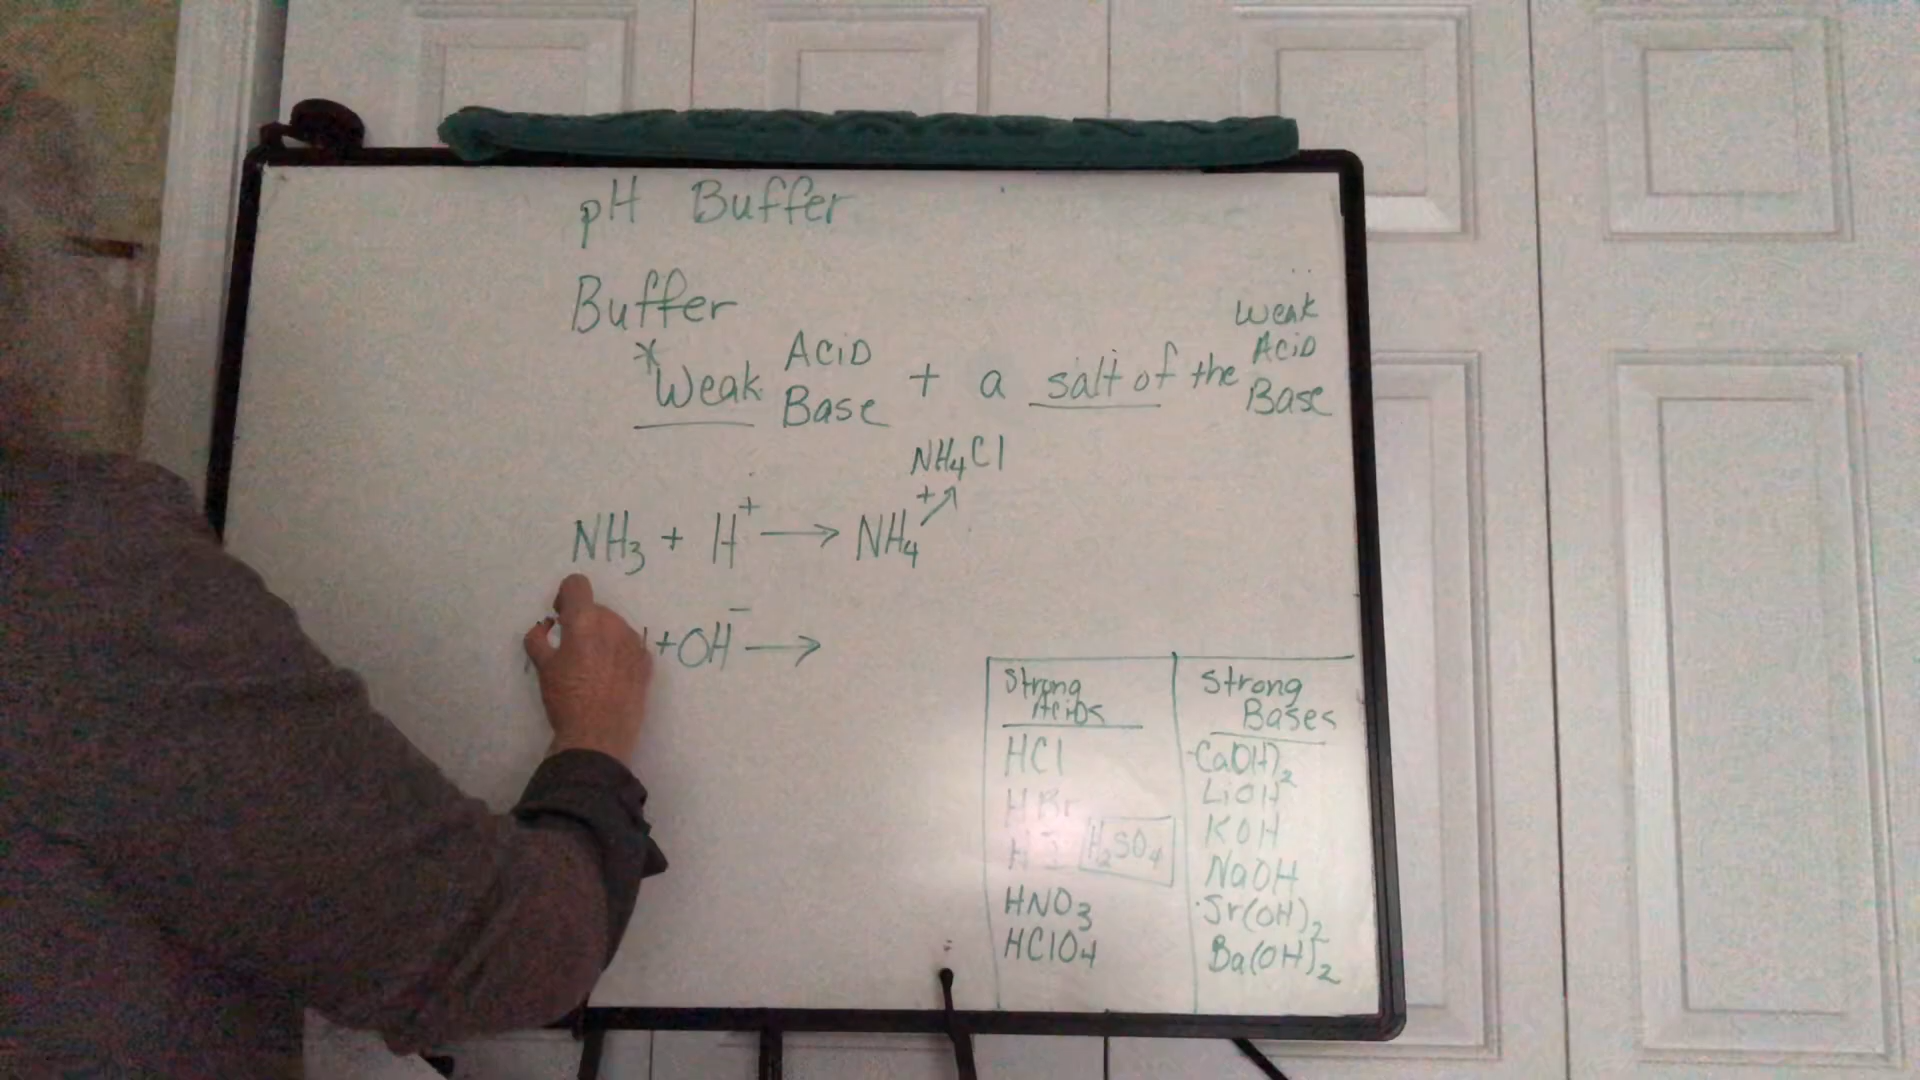 pH Buffer
Buffer
*Weak Acid Base + a salt of the Weak Acid Base
NH4Cl
NH3 + H+ → NH4+ ↗
+ OH- →
Strong Acids
HCl
HBr
HI
H2SO4
HNO3
HClO4
Strong Bases
Ca(OH)2
LiOH
KOH
NaOH
Sr(OH)2
Ba(OH)2